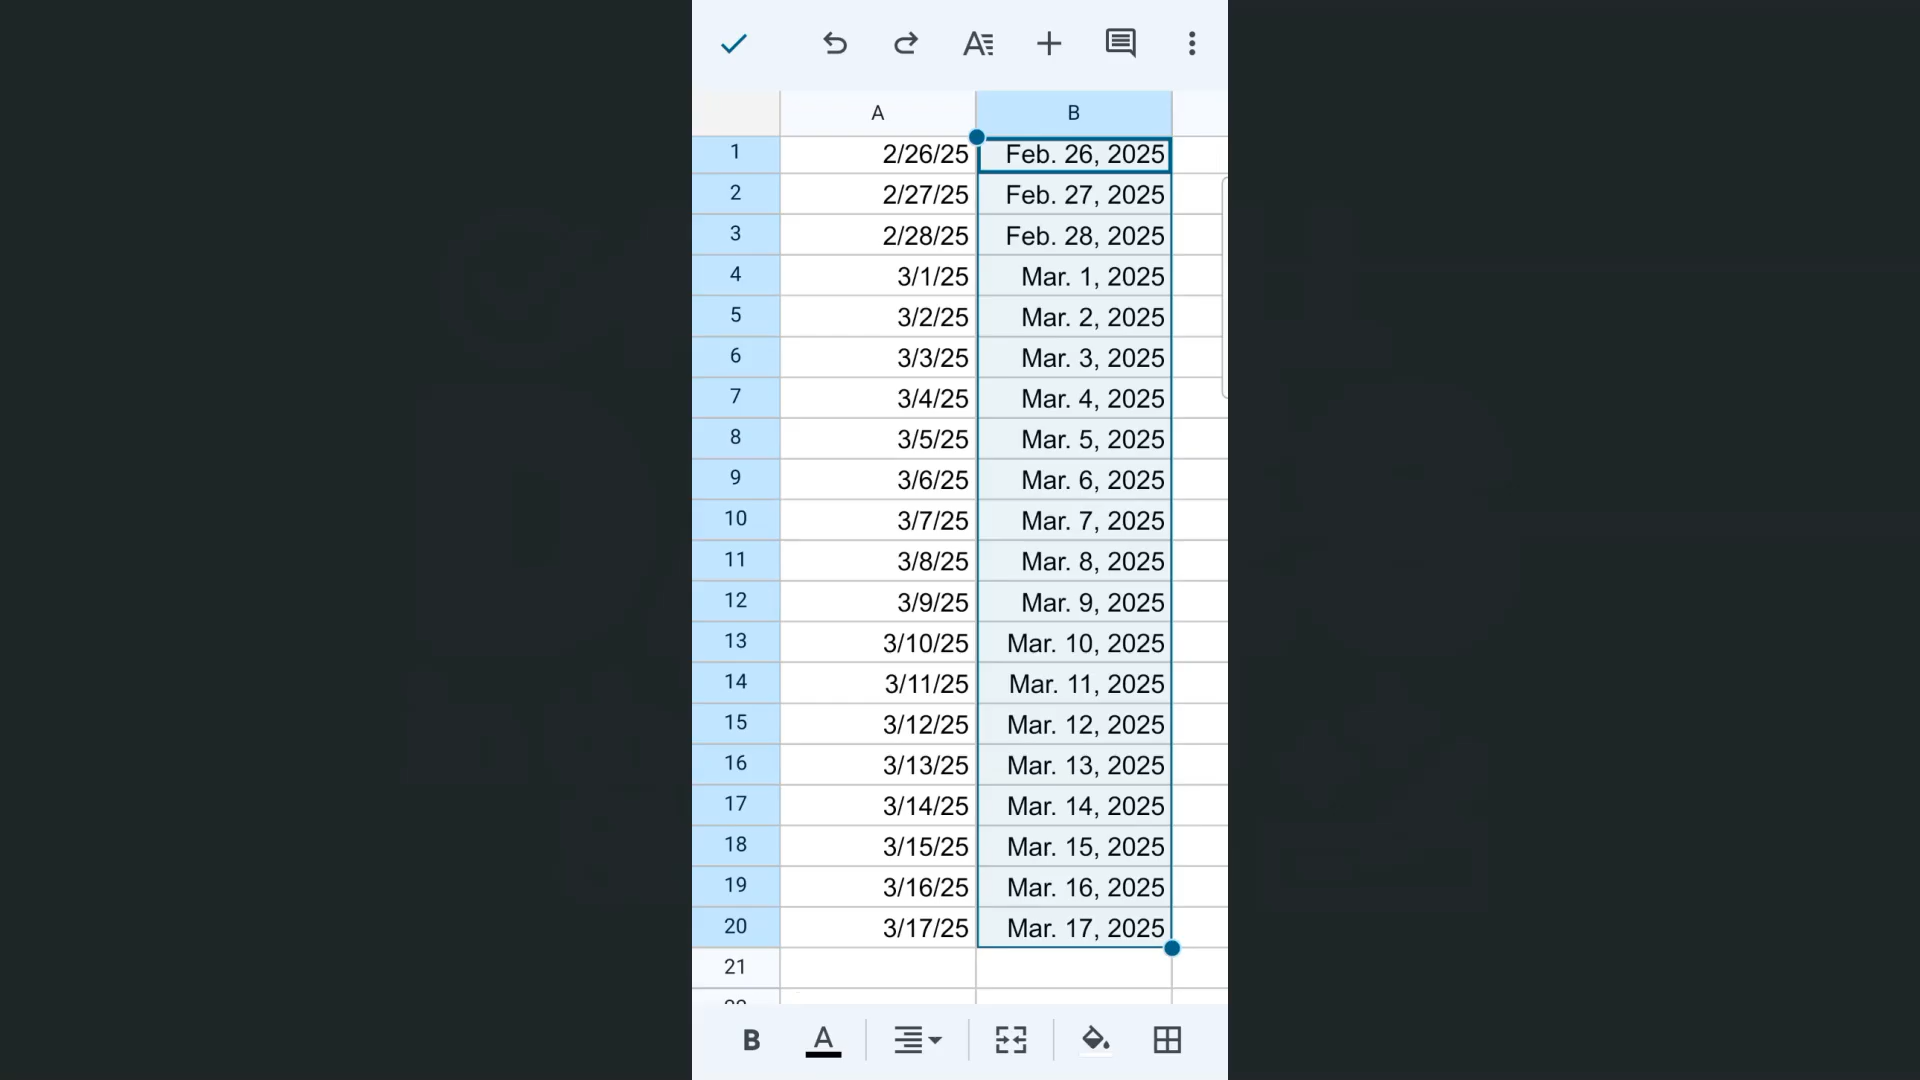 A B
1 2/26/25 Feb. 26, 2025
2 2/27/25 Feb. 27, 2025
3 2/28/25 Feb. 28, 2025
4 3/1/25 Mar. 1, 2025
5 3/2/25 Mar. 2, 2025
6 3/3/25 Mar. 3, 2025
7 3/4/25 Mar. 4, 2025
8 3/5/25 Mar. 5, 2025
9 3/6/25 Mar. 6, 2025
10 3/7/25 Mar. 7, 2025
11 3/8/25 Mar. 8, 2025
12 3/9/25 Mar. 9, 2025
13 3/10/25 Mar. 10, 2025
14 3/11/25 Mar. 11, 2025
15 3/12/25 Mar. 12, 2025
16 3/13/25 Mar. 13, 2025
17 3/14/25 Mar. 14, 2025
18 3/15/25 Mar. 15, 2025
19 3/16/25 Mar. 16, 2025
20 3/17/25 Mar. 17, 2025
21
B A